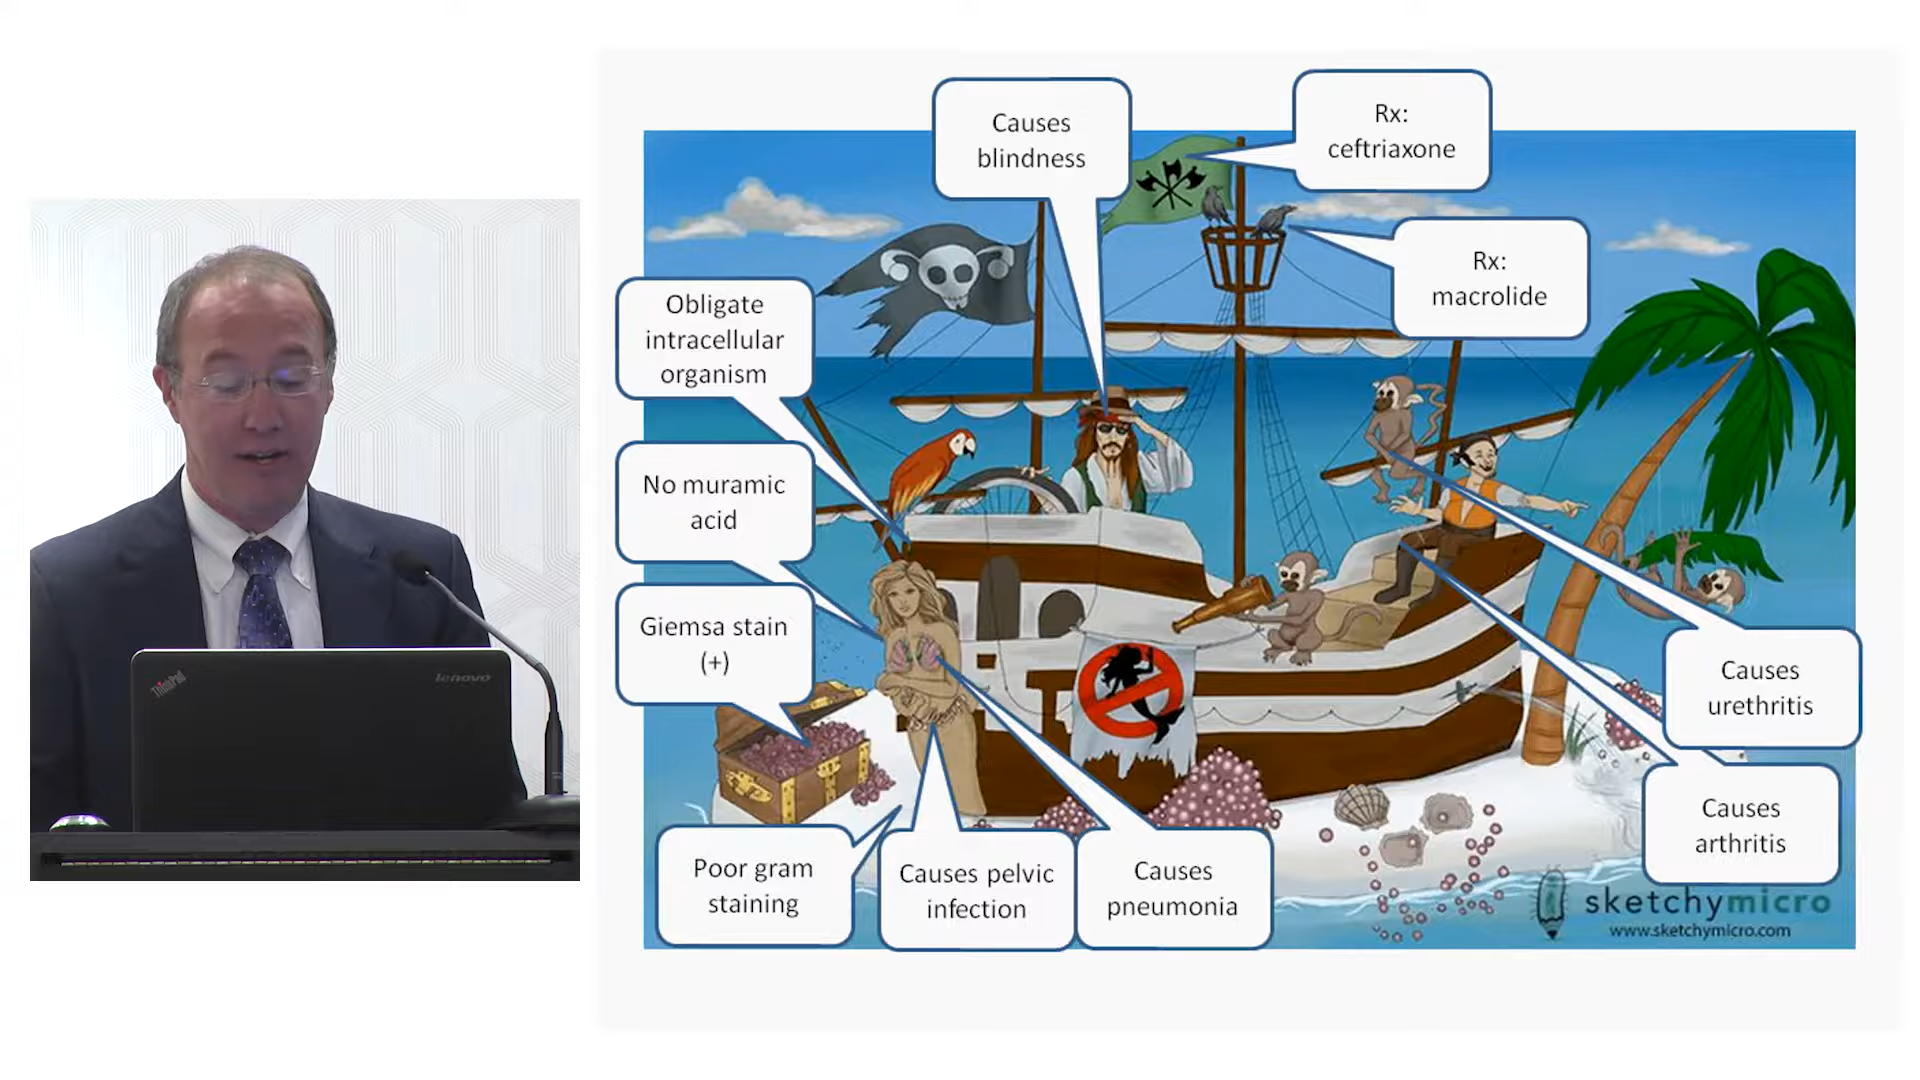 Causes
blindness
Rx:
ceftriaxone
Rx:
macrolide
Obligate
intracellular
organism
No muramic
acid
Giemsa stain
(+)
Poor gram
staining
Causes pelvic
infection
Causes
pneumonia
Causes
urethritis
Causes
arthritis
sketchymicro
www.sketchymicro.com
ThinkPad
lenovo